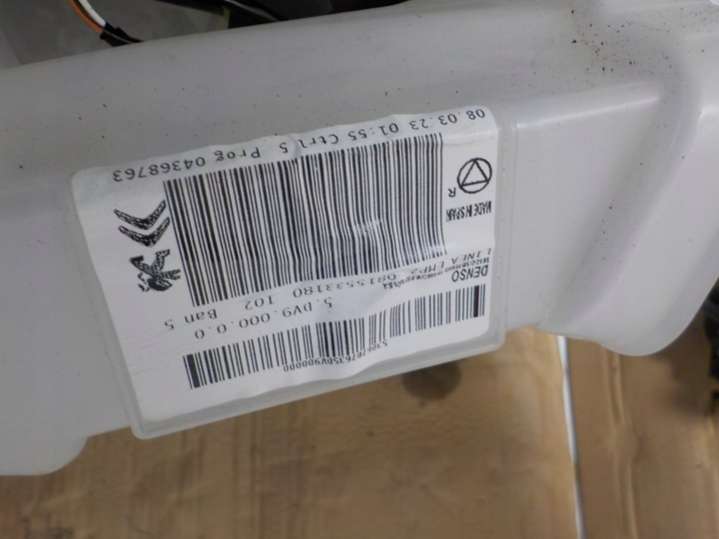 5.DV9.000.0.0
DENSO
LINEA EMP2 0815533180 102 Ban 5
MADE IN SPAIN
R
08.03.23 01:55 Ctrl 5 Prog 04368763